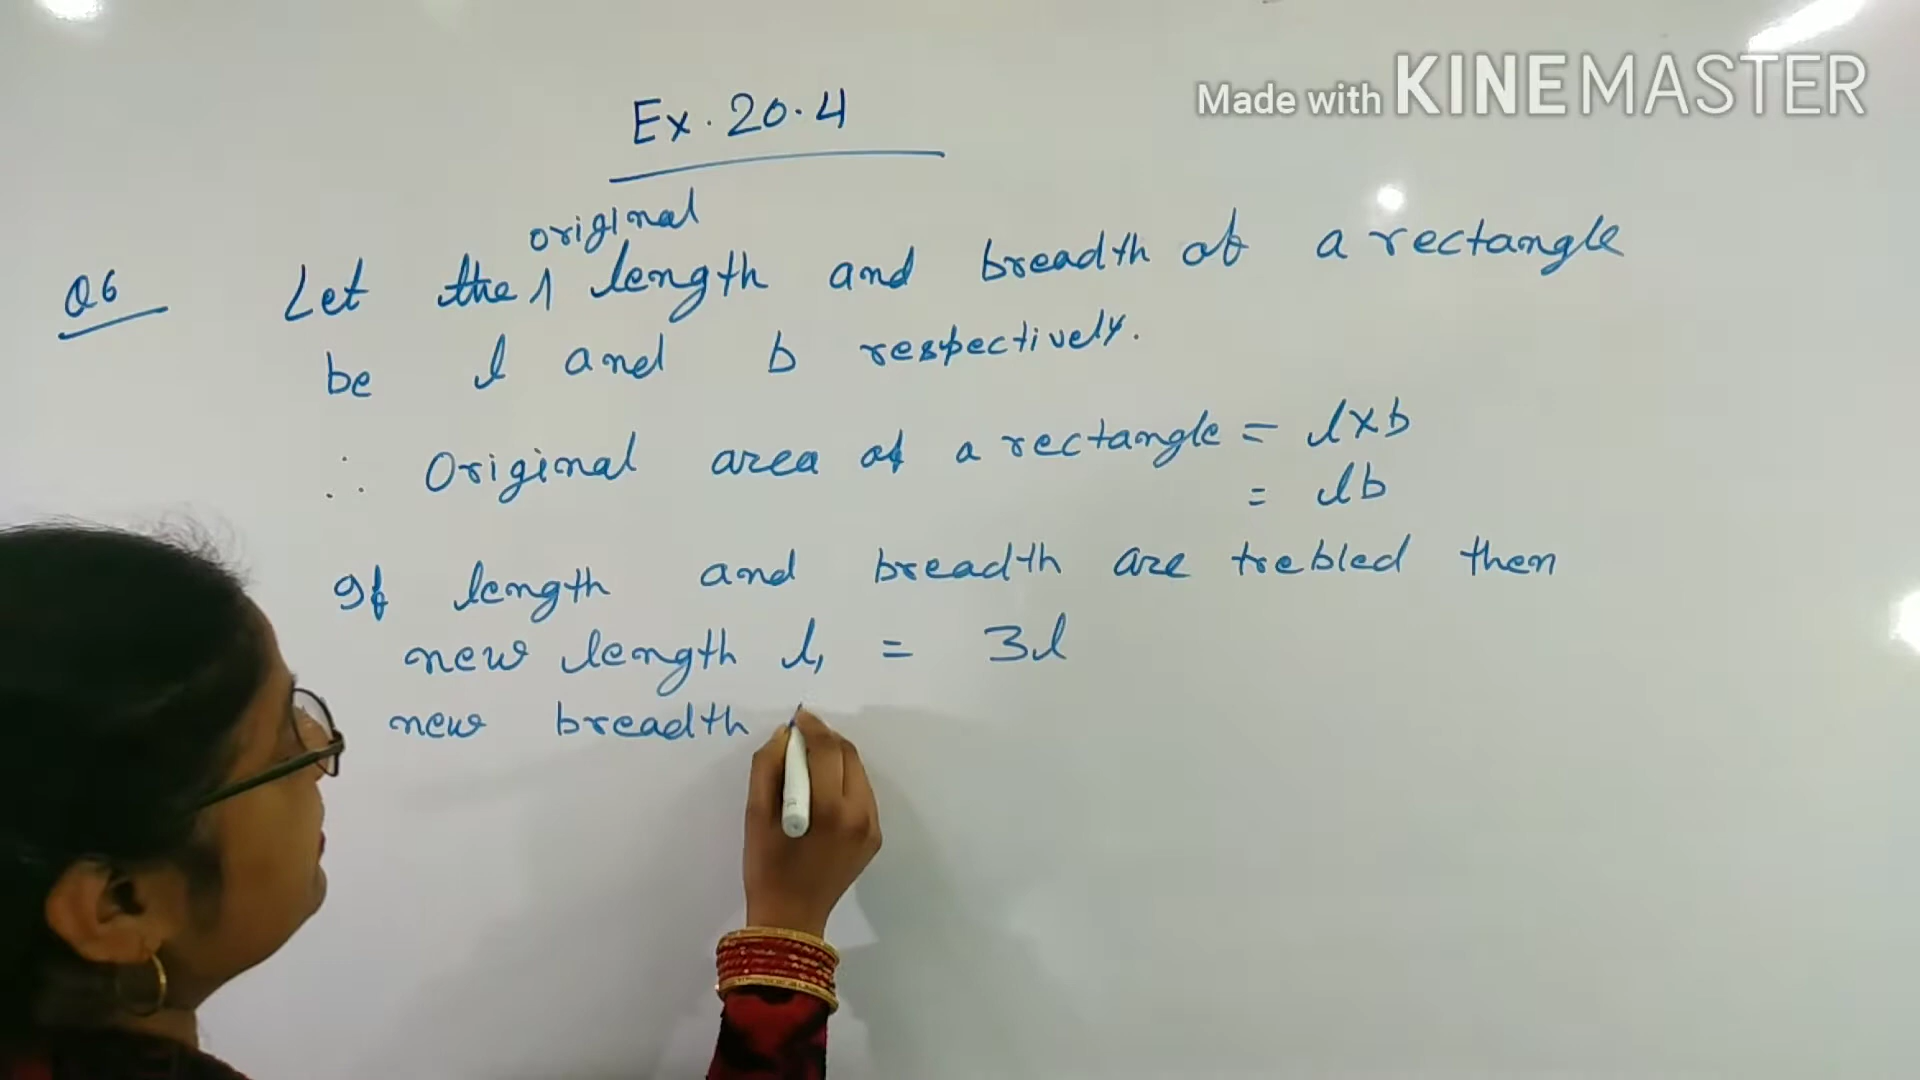 Made with KINEMASTER
Ex. 20.4
original
Q6 Let the length and breadth of a rectangle
be l and b respectively.
∴ Original area of a rectangle = l×b
= lb
If length and breadth are trebled then
new length l₁ = 3l
new breadth